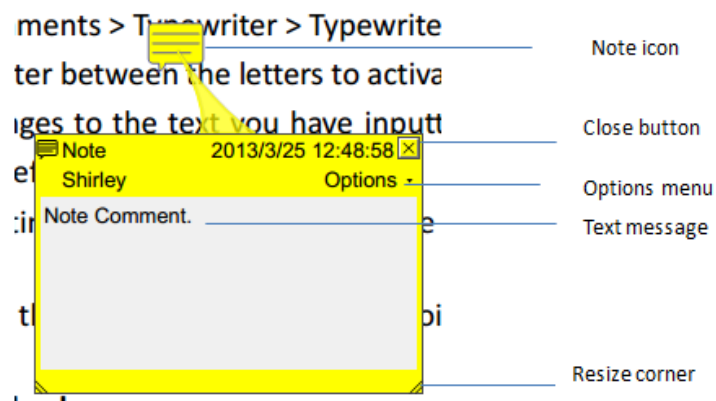 ments > Typewriter > Typewrite
Note icon
ter between the letters to activa
ges to the text you have inputt
Close button
Note 2013/3/25 12:48:58
Shirley Options
Options menu
Note Comment.
Text message
Resize corner